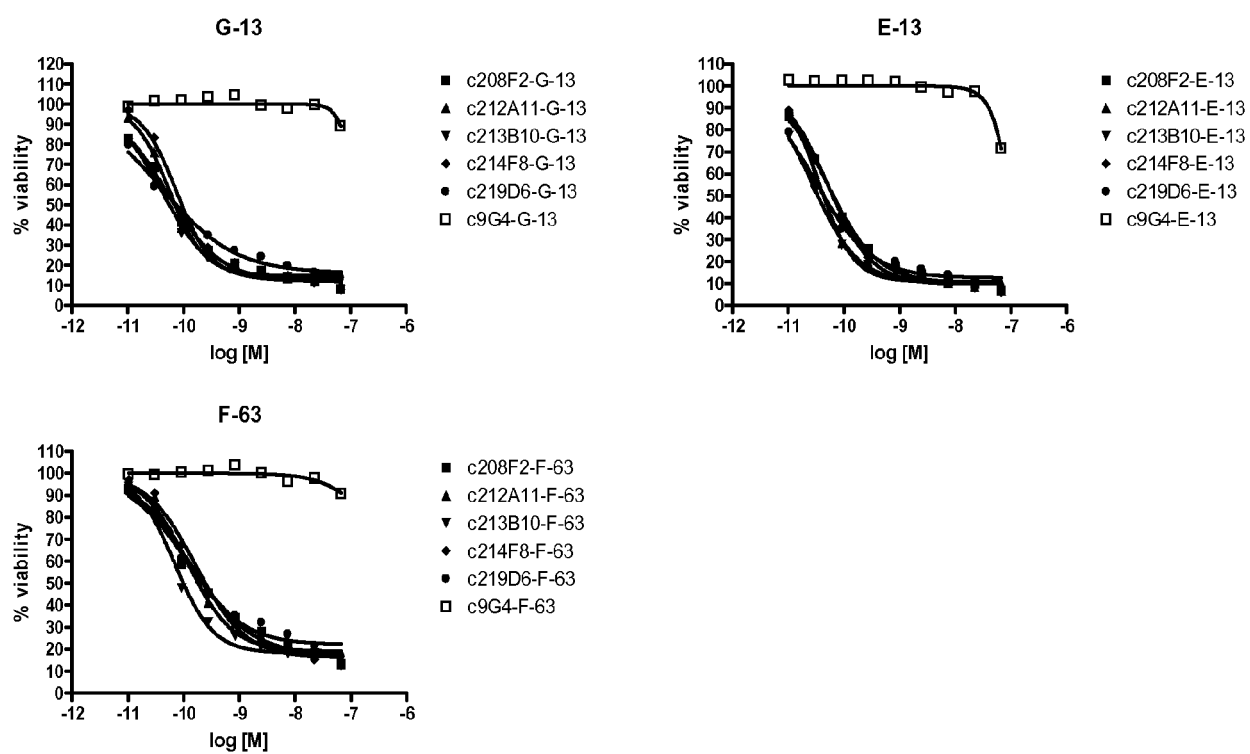 G-13
110
100
90
80
70
60
50
40
30
20
10
0
% viability
-12 -11 -10 -9 -8 -7 -6
log [M]
c208F2-G-13
c212A11-G-13
c213B10-G-13
c214F8-G-13
c219D6-G-13
c9G4-G-13
E-13
110
100
90
80
70
60
50
40
30
20
10
0
% viability
-12 -11 -10 -9 -8 -7 -6
log [M]
c208F2-E-13
c212A11-E-13
c213B10-E-13
c214F8-E-13
c219D6-E-13
c9G4-E-13
F-63
110
100
90
80
70
60
50
40
30
20
10
0
% viability
-12 -11 -10 -9 -8 -7 -6
log [M]
c208F2-F-63
c212A11-F-63
c213B10-F-63
c214F8-F-63
c219D6-F-63
c9G4-F-63